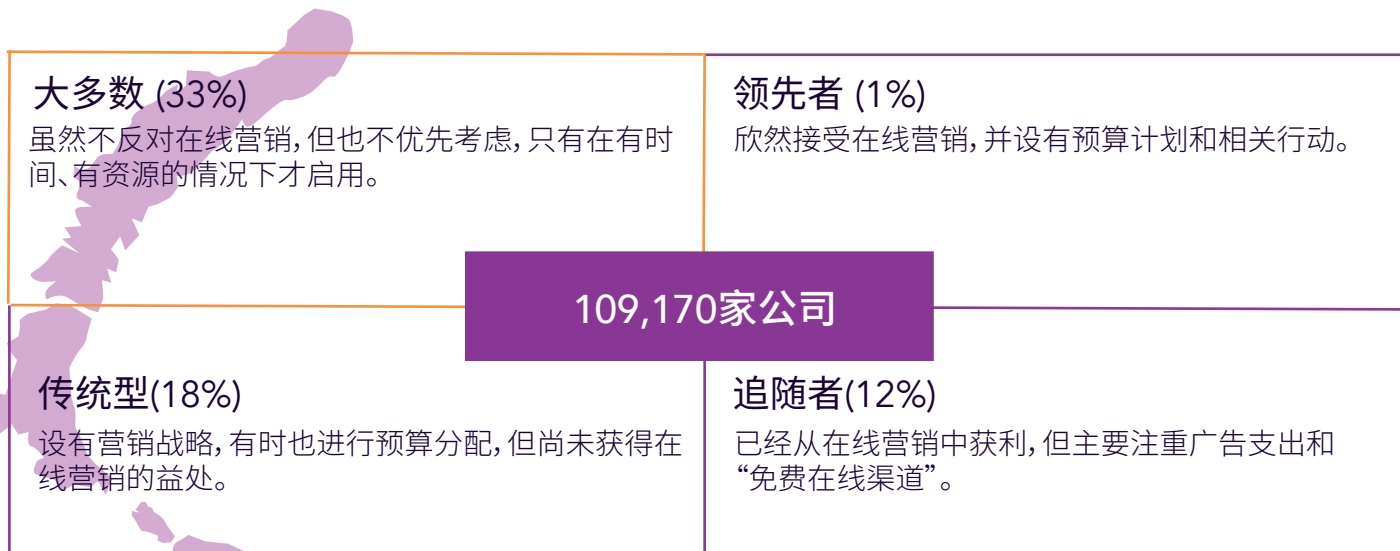 大多数 (33%)
虽然不反对在线营销，但也不优先考虑，只有在有时
间、有资源的情况下才启用。
领先者 (1%)
欣然接受在线营销，并设有预算计划和相关行动。
109,170家公司
传统型(18%)
设有营销战略，有时也进行预算分配，但尚未获得在
线营销的益处。
追随者(12%)
已经从在线营销中获利，但主要注重广告支出和
“免费在线渠道”。